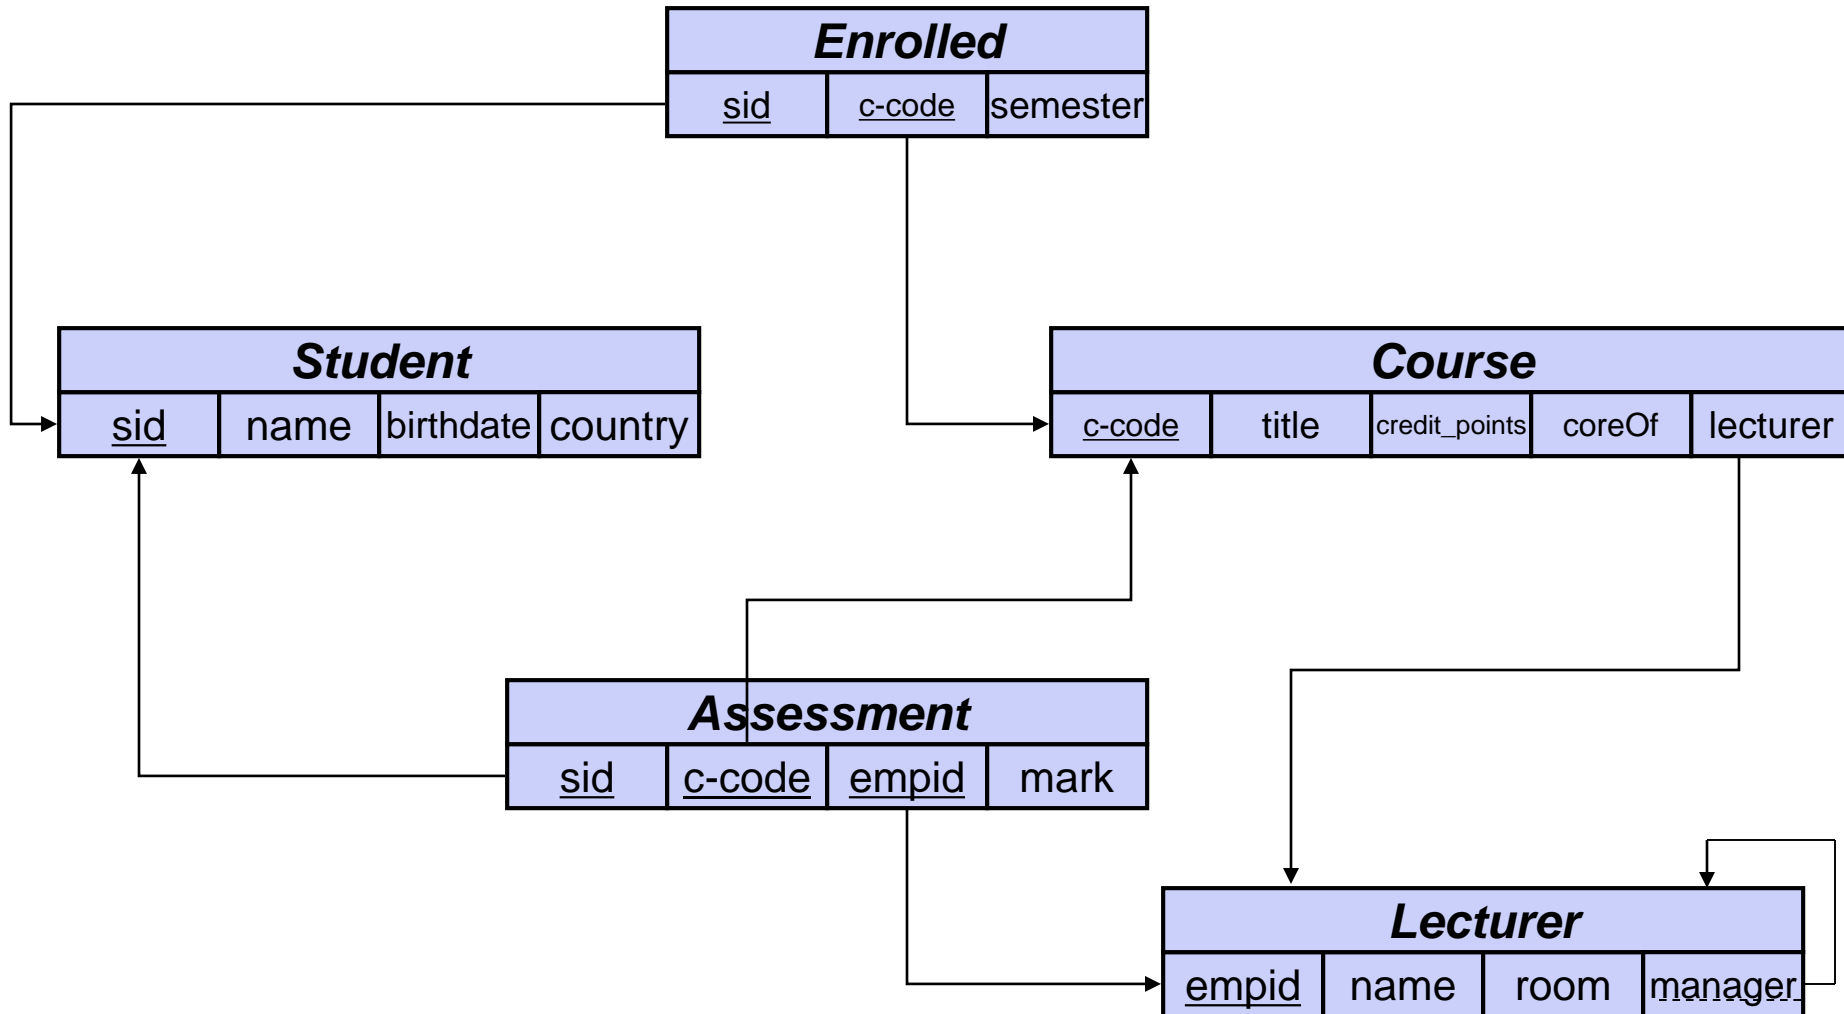 Enrolled
sid c-code semester
Student
sid name birthdate country
Course
c-code title credit_points coreOf lecturer
Assessment
sid c-code empid mark
Lecturer
empid name room manager